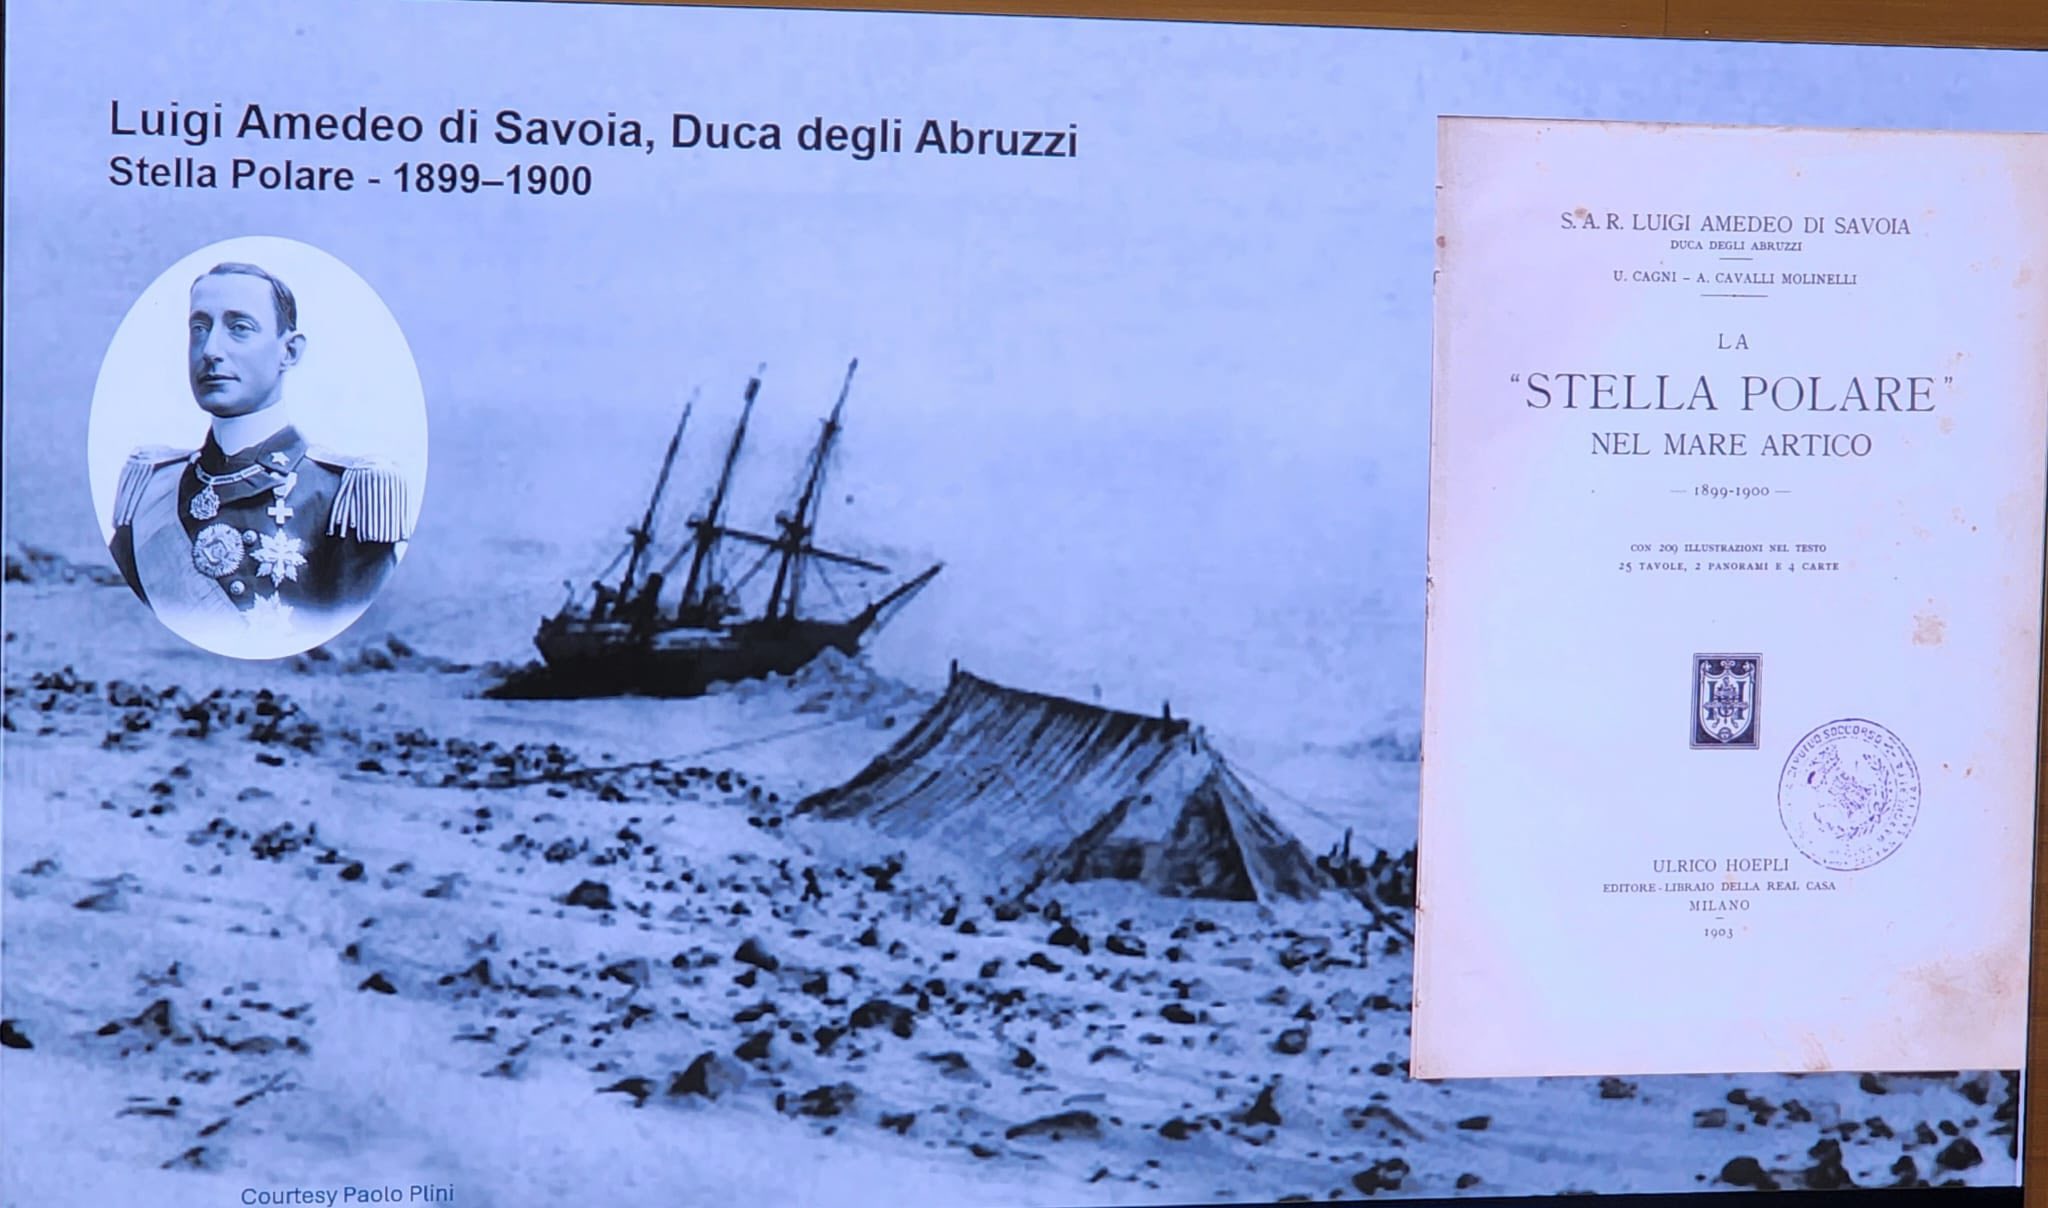 Luigi Amedeo di Savoia, Duca degli Abruzzi
Stella Polare - 1899–1900
S. A. R. LUIGI AMEDEO DI SAVOIA
DUCA DEGLI ABRUZZI
U. CAGNI – A. CAVALLI MOLINELLI
LA
“STELLA POLARE”
NEL MARE ARTICO
— 1899-1900 —
CON 209 ILLUSTRAZIONI NEL TESTO
25 TAVOLE, 2 PANORAMI E 4 CARTE
SOCCORSO
ULRICO HOEPLI
EDITORE-LIBRAIO DELLA REAL CASA
MILANO
1903
Courtesy Paolo Plini